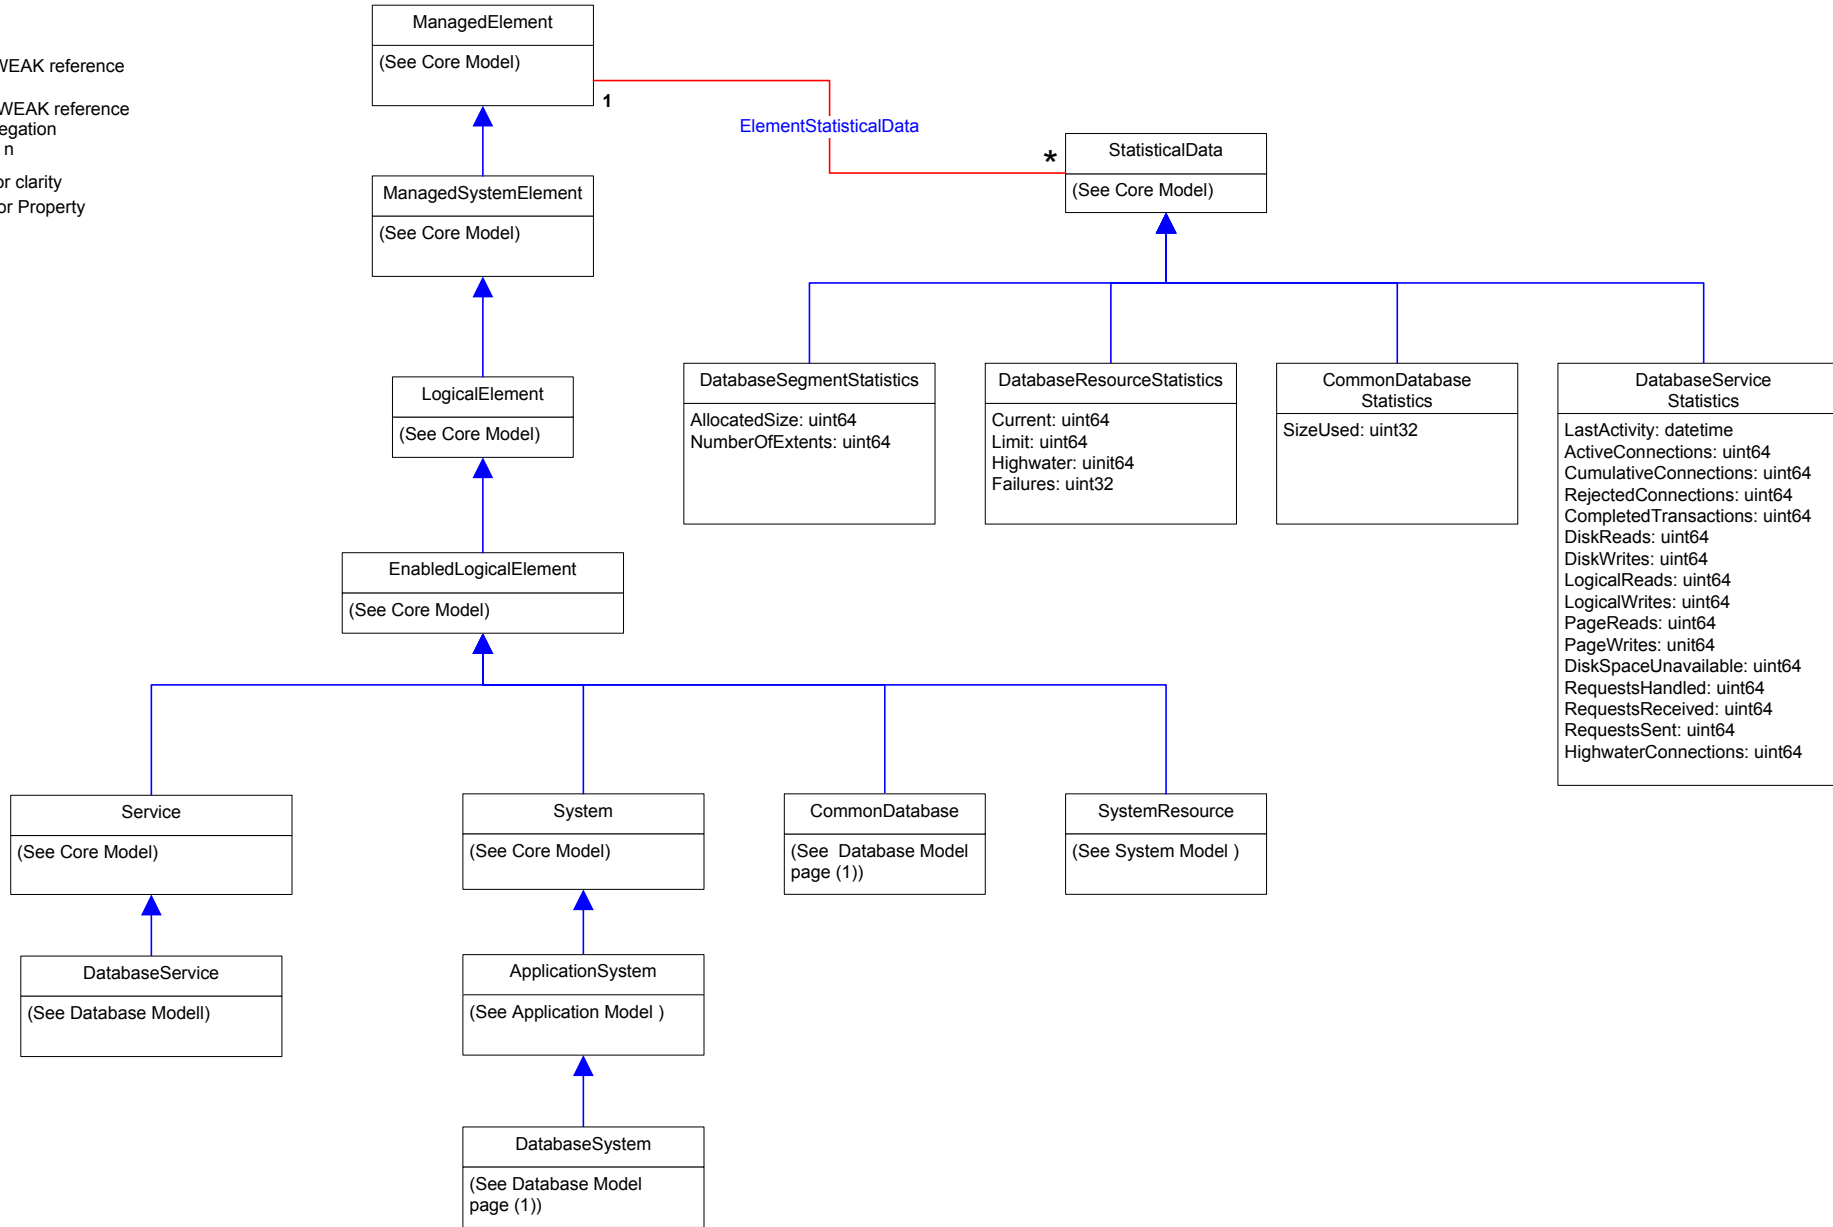 WEAK reference
WEAK reference
egation
n
or clarity
or Property
ManagedElement
(See Core Model)
1
ElementStatisticalData
*
StatisticalData
(See Core Model)
ManagedSystemElement
(See Core Model)
LogicalElement
(See Core Model)
DatabaseSegmentStatistics
AllocatedSize: uint64
NumberOfExtents: uint64
DatabaseResourceStatistics
Current: uint64
Limit: uint64
Highwater: uinit64
Failures: uint32
CommonDatabase
Statistics
SizeUsed: uint32
DatabaseService
Statistics
LastActivity: datetime
ActiveConnections: uint64
CumulativeConnections: uint64
RejectedConnections: uint64
CompletedTransactions: uint64
DiskReads: uint64
DiskWrites: uint64
LogicalReads: uint64
LogicalWrites: uint64
PageReads: uint64
PageWrites: unit64
DiskSpaceUnavailable: uint64
RequestsHandled: uint64
RequestsReceived: uint64
RequestsSent: uint64
HighwaterConnections: uint64
EnabledLogicalElement
(See Core Model)
Service
(See Core Model)
System
(See Core Model)
CommonDatabase
(See  Database Model
page (1))
SystemResource
(See System Model )
DatabaseService
(See Database Modell)
ApplicationSystem
(See Application Model )
DatabaseSystem
(See Database Model
page (1))